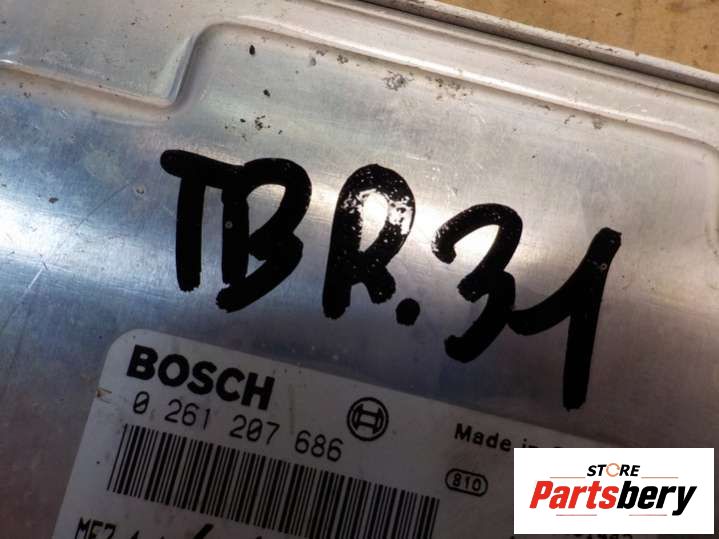 TBR.31
BOSCH
0 261 207 686
Made in
810
STORE
Partsbery